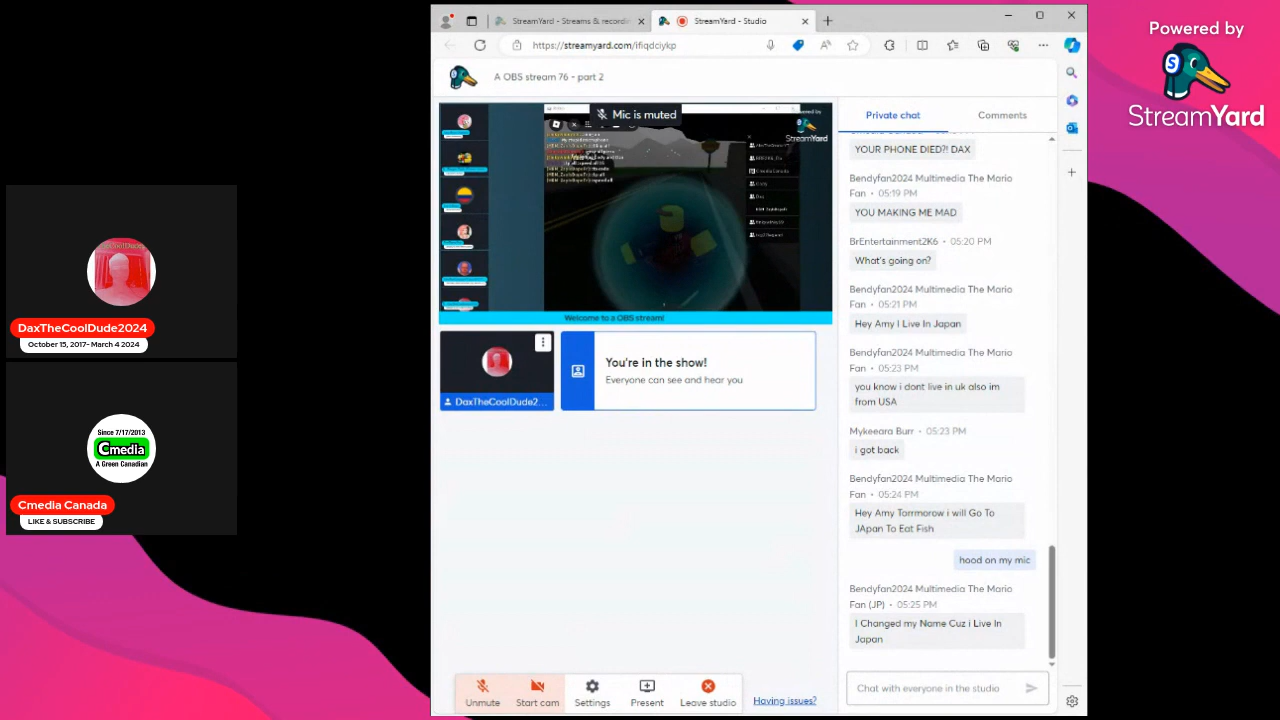 Powered by
StreamYard
StreamYard - Streams & recordin
StreamYard - Studio
https://streamyard.com/ifiqdciykp
A OBS stream 76 - part 2
Mic is muted
StreamYard
Welcome to a OBS stream!
DaxTheCoolDude2...
You're in the show!
Everyone can see and hear you
Private chat
Comments
YOUR PHONE DIED?! DAX
Bendyfan2024 Multimedia The Mario
Fan • 05:19 PM
YOU MAKING ME MAD
BrEntertainment2K6 • 05:20 PM
What's going on?
Bendyfan2024 Multimedia The Mario
Fan • 05:21 PM
Hey Amy I Live In Japan
Bendyfan2024 Multimedia The Mario
Fan • 05:23 PM
you know i dont live in uk also im
from USA
Mykeeara Burr • 05:23 PM
i got back
Bendyfan2024 Multimedia The Mario
Fan • 05:24 PM
Hey Amy Torrmorow i will Go To
JApan To Eat Fish
hood on my mic
Bendyfan2024 Multimedia The Mario
Fan (JP) • 05:25 PM
I Changed my Name Cuz i Live In
Japan
Chat with everyone in the studio
Unmute
Start cam
Settings
Present
Leave studio
Having issues?
DaxTheCoolDude2024
October 15, 2017- March 4 2024
Since 7/17/2013
Cmedia
A Green Canadian
Cmedia Canada
LIKE & SUBSCRIBE